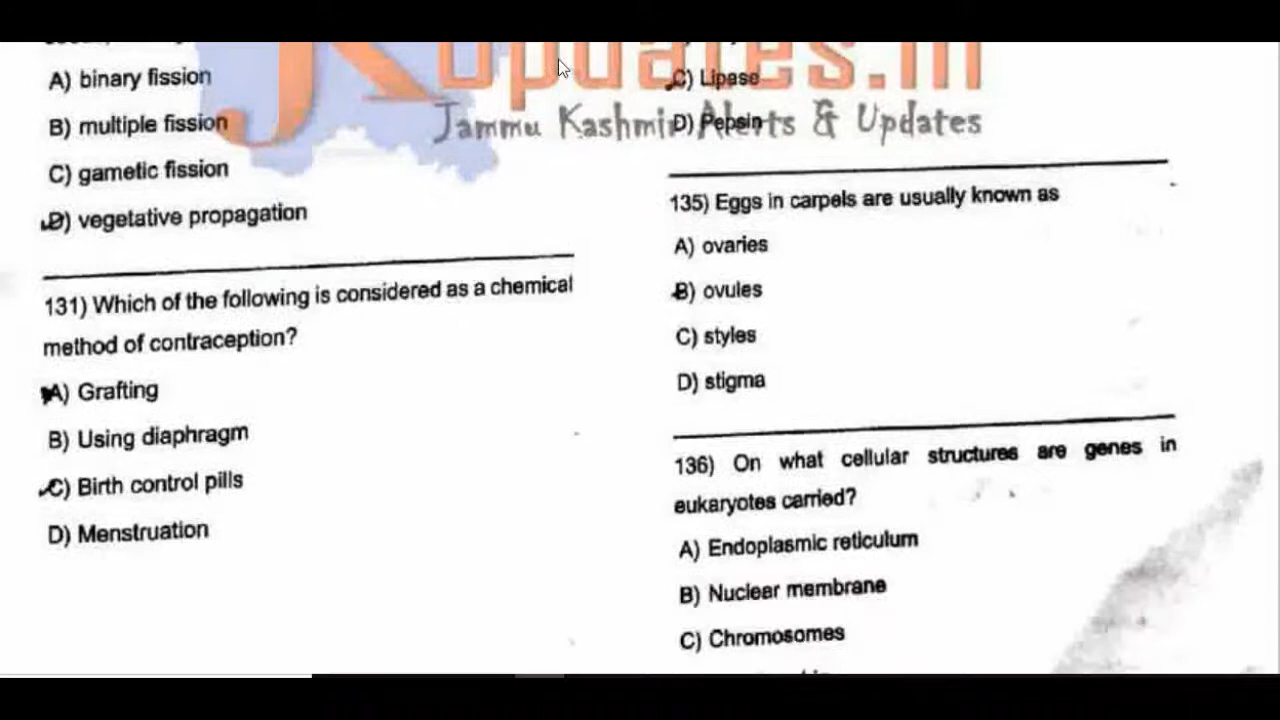 A) binary fission
B) multiple fission
C) gametic fission
D) vegetative propagation
131) Which of the following is considered as a chemical
method of contraception?
A) Grafting
B) Using diaphragm
C) Birth control pills
D) Menstruation
updates.in
Jammu Kashmir Alerts & Updates
C) Lipase
D) Pepsin
135) Eggs in carpels are usually known as
A) ovaries
B) ovules
C) styles
D) stigma
136) On what cellular structures are genes in
eukaryotes carried?
A) Endoplasmic reticulum
B) Nuclear membrane
C) Chromosomes